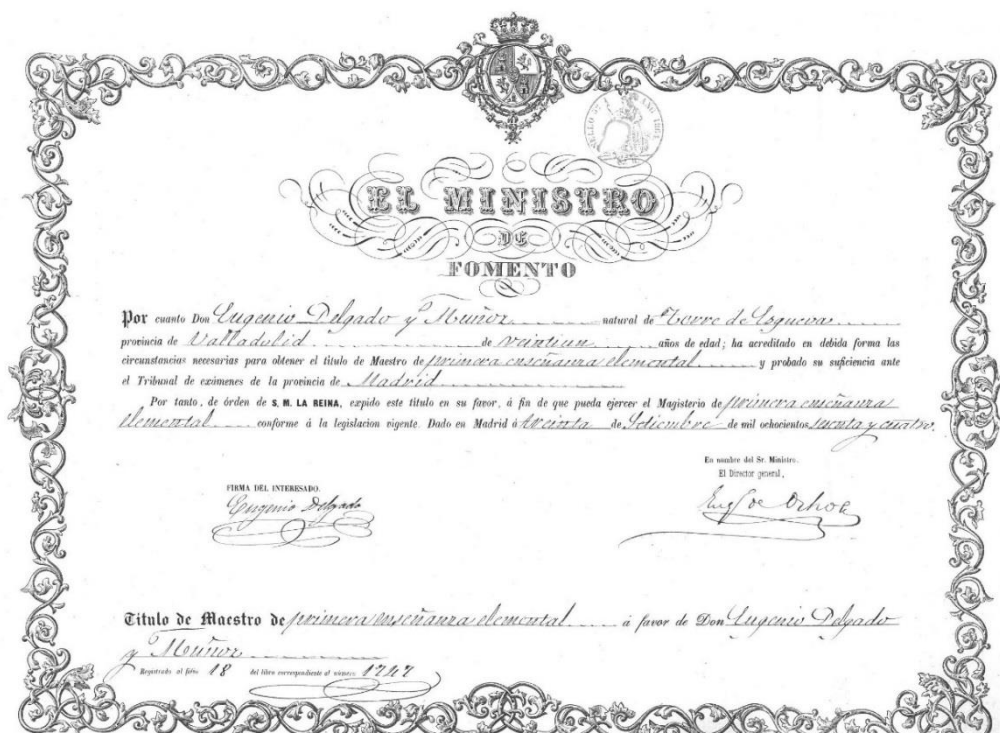 EL MINISTRO
DE
FOMENTO
Por cuanto Don Eugenio Delgado y Muñoz natural de Torre de Esgueva
provincia de Valladolid de veintiun años de edad; ha acreditado en debida forma las
circunstancias necesarias para obtener el titulo de Maestro de primera enseñanza elemental y probado su suficiencia ante
el Tribunal de exámenes de la provincia de Madrid
Por tanto, de órden de S. M. LA REINA, expido este título en su favor, á fin de que pueda ejercer el Magisterio de primera enseñanza
elemental conforme á la legislacion vigente. Dado en Madrid á treinta de Setiembre de mil ochocientos sesenta y cuatro.
En nombre del Sr. Ministro.
El Director general,
FIRMA DEL INTERESADO.
Eugenio Delgado
Eug.º de Ochoa
Titulo de Maestro de primera enseñanza elemental á favor de Don Eugenio Delgado
y Muñoz
Registrado al folio 18 del libro correspondiente al número 1747